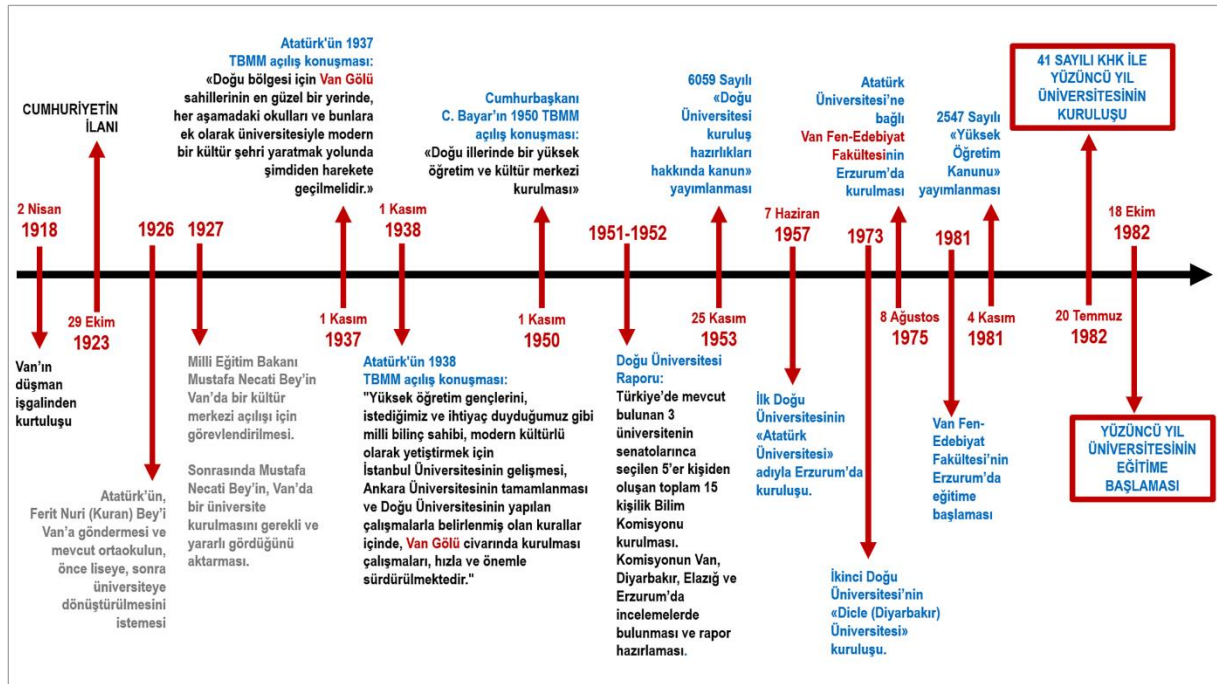 CUMHURİYETİN
İLANI
Atatürk'ün 1937
TBMM açılış konuşması:
«Doğu bölgesi için Van Gölü
sahillerinin en güzel bir yerinde,
her aşamadaki okulları ve bunlara
ek olarak üniversitesiyle modern
bir kültür şehri yaratmak yolunda
şimdiden harekete
geçilmelidir.»
Cumhurbaşkanı
C. Bayar'ın 1950 TBMM
açılış konuşması:
«Doğu illerinde bir yüksek
öğretim ve kültür merkezi
kurulması»
6059 Sayılı
«Doğu
Üniversitesi
kuruluş
hazırlıkları
hakkında kanun»
yayımlanması
Atatürk
Üniversitesi'ne
bağlı
Van Fen-Edebiyat
Fakültesinin
Erzurum'da
kurulması
2547 Sayılı
«Yüksek
Öğretim
Kanunu»
yayımlanması
41 SAYILI KHK İLE
YÜZÜNCÜ YIL
ÜNİVERSİTESİNİN
KURULUŞU
2 Nisan
1918
1926
1927
1 Kasım
1938
1951-1952
7 Haziran
1957
1973
1981
18 Ekim
1982
29 Ekim
1923
1 Kasım
1937
1 Kasım
1950
25 Kasım
1953
8 Ağustos
1975
4 Kasım
1981
20 Temmuz
1982
Van'ın
düşman
işgalinden
kurtuluşu
Atatürk'ün,
Ferit Nuri (Kuran) Bey'i
Van'a göndermesi ve
mevcut ortaokulun,
önce liseye, sonra
üniversiteye
dönüştürülmesini
istemesi
Milli Eğitim Bakanı
Mustafa Necati Bey'in
Van'da bir kültür
merkezi açılışı için
görevlendirilmesi.
Sonrasında Mustafa
Necati Bey'in, Van'da
bir üniversite
kurulmasını gerekli ve
yararlı gördüğünü
aktarması.
Atatürk'ün 1938
TBMM açılış konuşması:
"Yüksek öğretim gençlerini,
istediğimiz ve ihtiyaç duyduğumuz gibi
milli bilinç sahibi, modern kültürlü
olarak yetiştirmek için
İstanbul Üniversitesinin gelişmesi,
Ankara Üniversitesinin tamamlanması
ve Doğu Üniversitesinin yapılan
çalışmalarla belirlenmiş olan kurallar
içinde, Van Gölü civarında kurulması
çalışmaları, hızla ve önemle
sürdürülmektedir."
Doğu Üniversitesi
Raporu:
Türkiye'de mevcut
bulunan 3
üniversitenin
senatolarınca
seçilen 5'er kişiden
oluşan toplam 15
kişilik Bilim
Komisyonu
kurulması.
Komisyonun Van,
Diyarbakır, Elazığ ve
Erzurum'da
incelemelerde
bulunması ve rapor
hazırlaması.
İlk Doğu
Üniversitesinin
«Atatürk
Üniversitesi»
adıyla Erzurum'da
kuruluşu.
İkinci Doğu
Üniversitesi'nin
«Dicle (Diyarbakır)
Üniversitesi»
kuruluşu.
Van Fen-
Edebiyat
Fakültesi'nin
Erzurum'da
eğitime
başlaması
YÜZÜNCÜ YIL
ÜNİVERSİTESİNİN
EĞİTİME
BAŞLAMASI